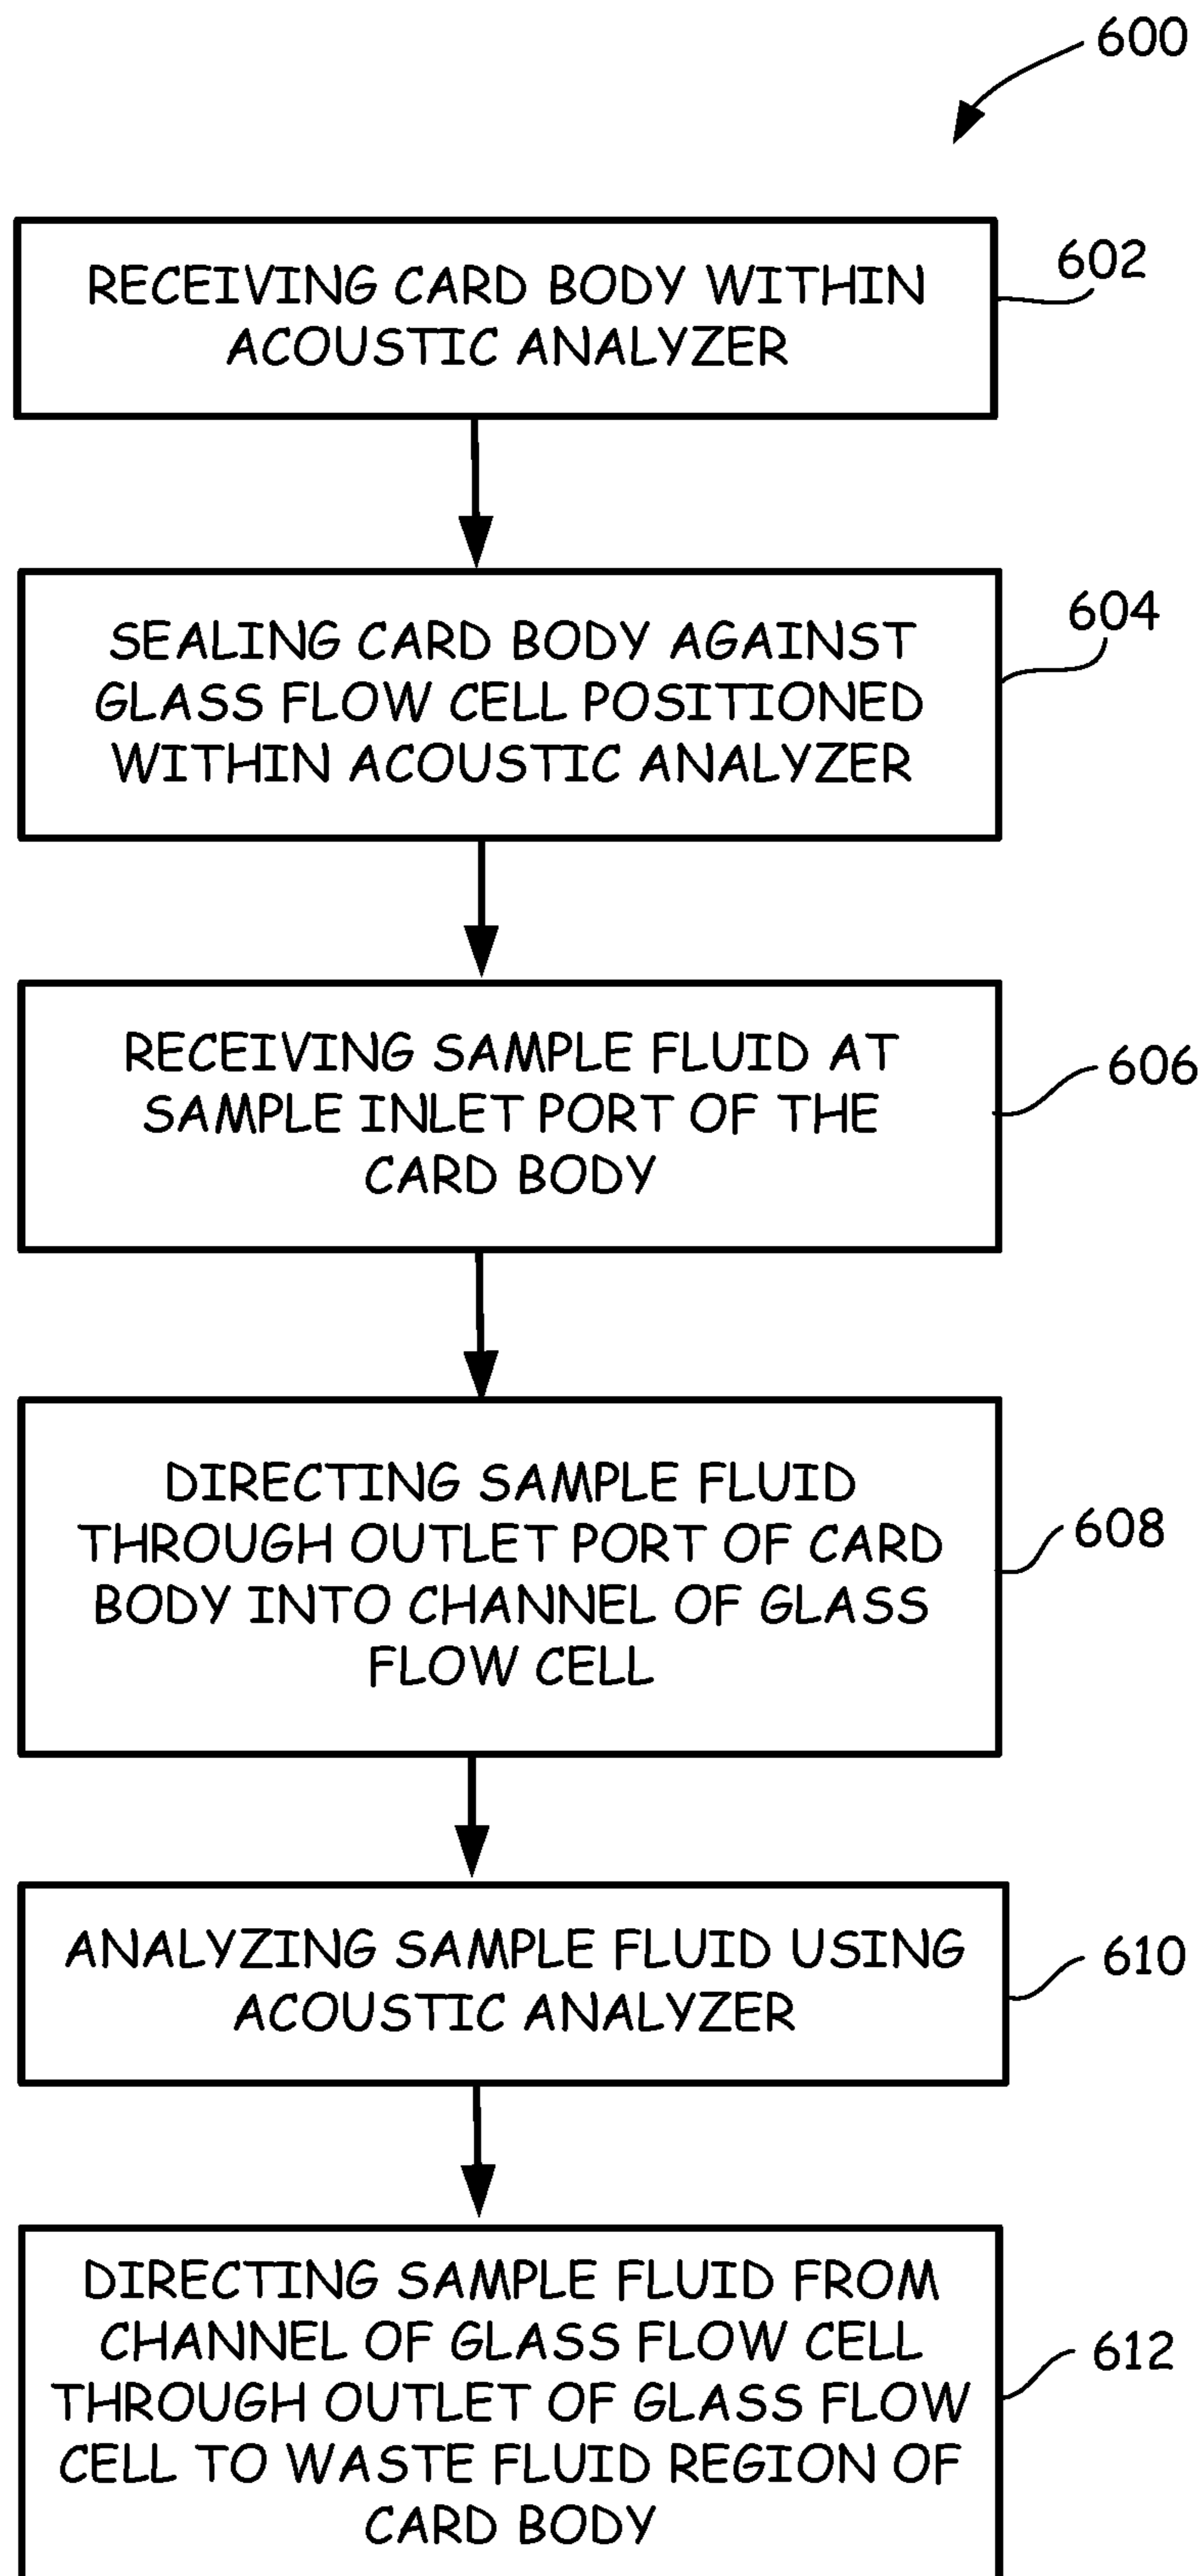 600
RECEIVING CARD BODY WITHIN
ACOUSTIC ANALYZER
602
SEALING CARD BODY AGAINST
GLASS FLOW CELL POSITIONED
WITHIN ACOUSTIC ANALYZER
604
RECEIVING SAMPLE FLUID AT
SAMPLE INLET PORT OF THE
CARD BODY
606
DIRECTING SAMPLE FLUID
THROUGH OUTLET PORT OF CARD
BODY INTO CHANNEL OF GLASS
FLOW CELL
608
ANALYZING SAMPLE FLUID USING
ACOUSTIC ANALYZER
610
DIRECTING SAMPLE FLUID FROM
CHANNEL OF GLASS FLOW CELL
THROUGH OUTLET OF GLASS FLOW
CELL TO WASTE FLUID REGION OF
CARD BODY
612